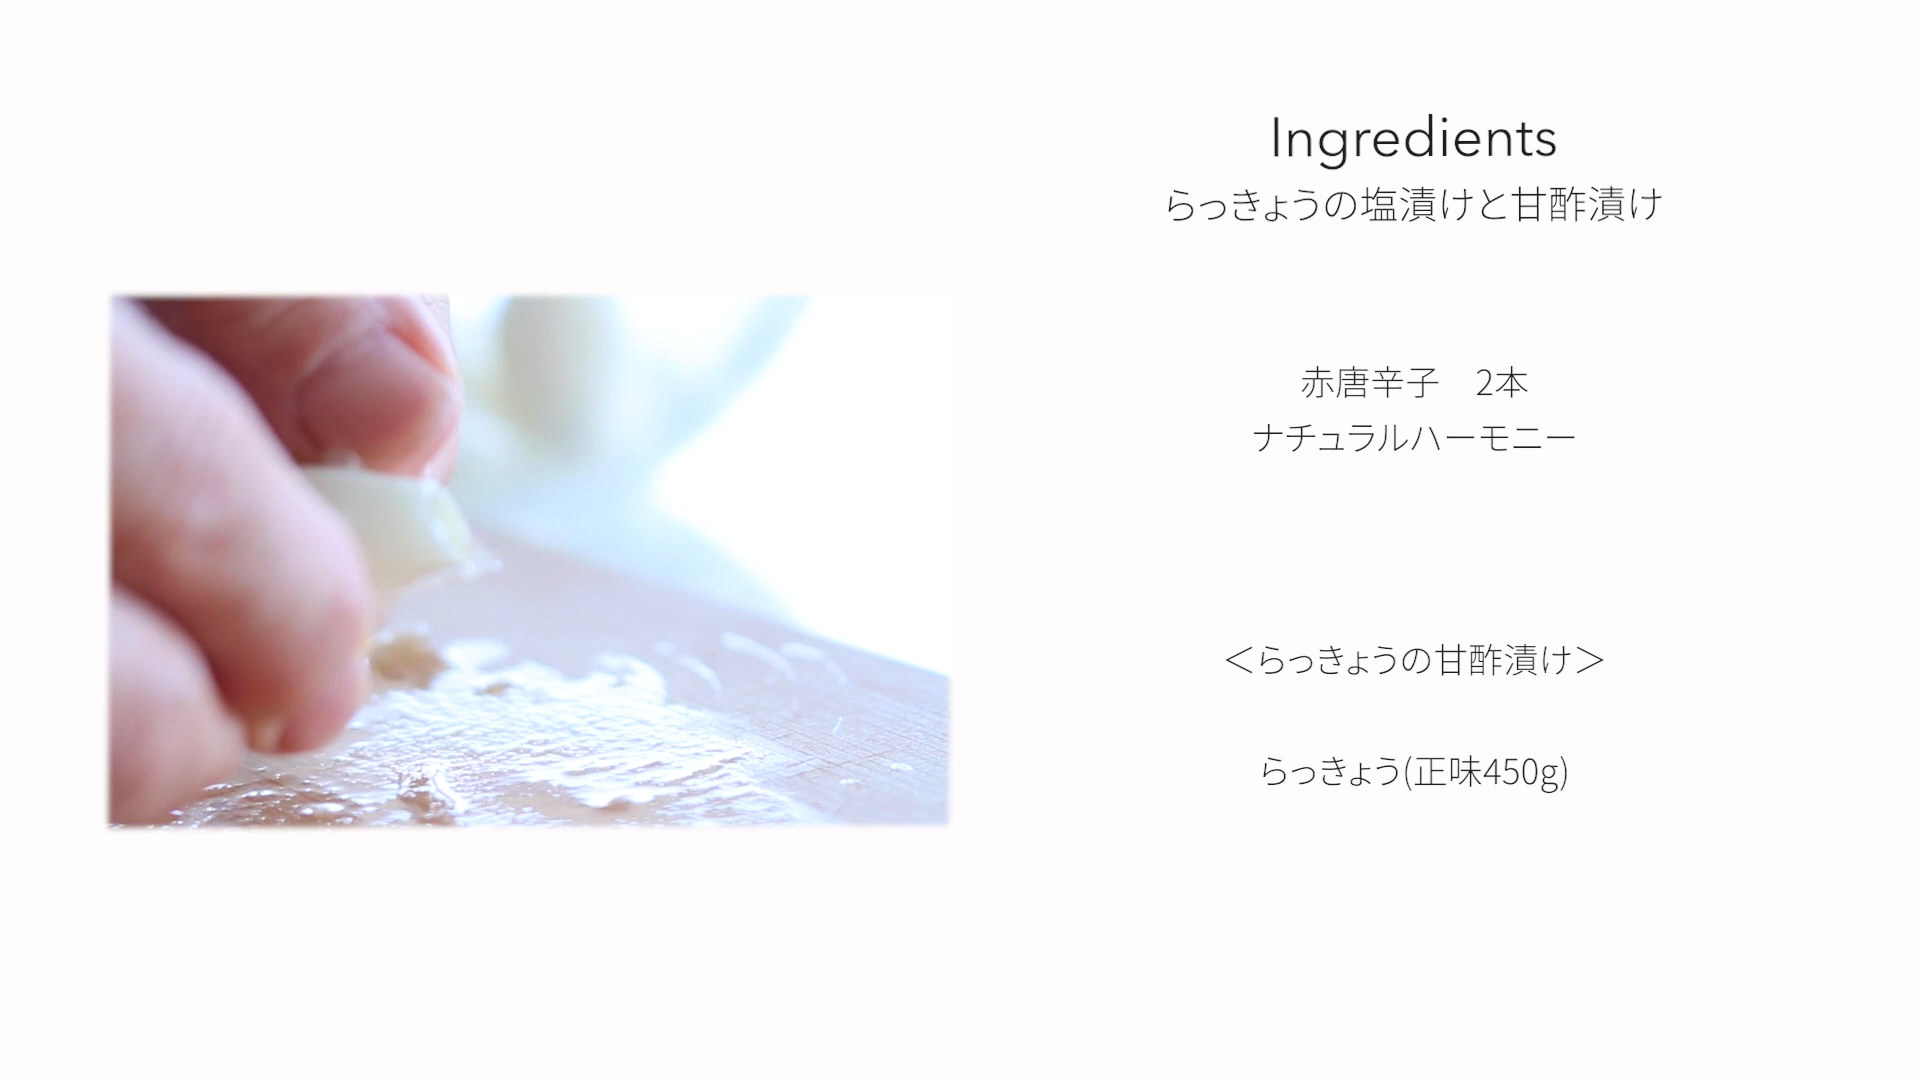 Ingredients
らっきょうの塩漬けと甘酢漬け
赤唐辛子　2本
ナチュラルハーモニー
＜らっきょうの甘酢漬け＞
らっきょう(正味450g)